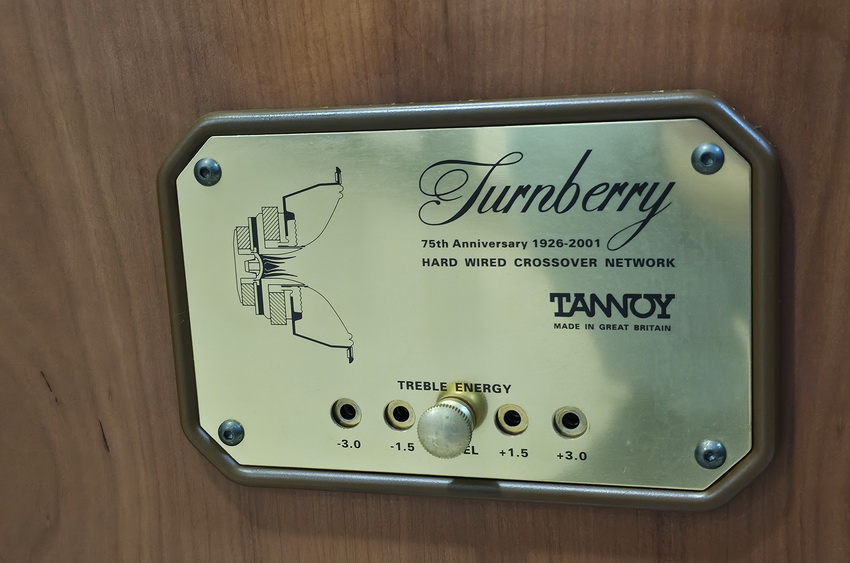 Turnberry
75th Anniversary 1926-2001
HARD WIRED CROSSOVER NETWORK
TANNOY
MADE IN GREAT BRITAIN
TREBLE ENERGY
-3.0 -1.5 +1.5 +3.0